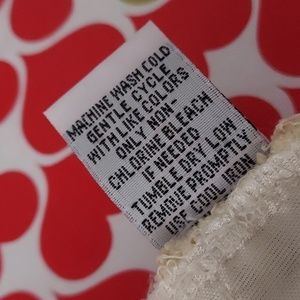 MACHINE WASH COLD
GENTLE CYCLE
WITH LIKE COLORS
ONLY NON-
CHLORINE BLEACH
IF NEEDED
TUMBLE DRY LOW
REMOVE PROMPTLY
USE COOL IRON